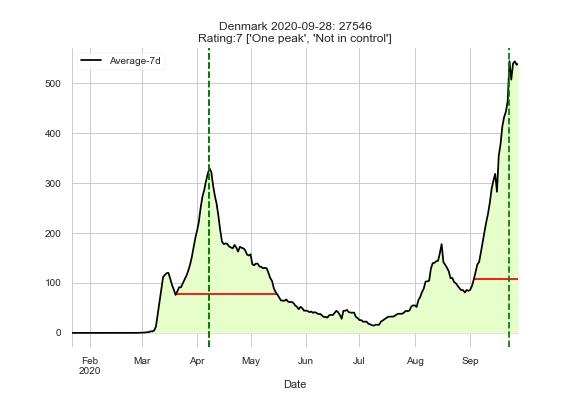 Denmark 2020-09-28: 27546
Rating:7 ['One peak', 'Not in control']
Average-7d
500
400
300
200
100
0
Feb Mar Apr May Jun Jul Aug Sep
2020
Date